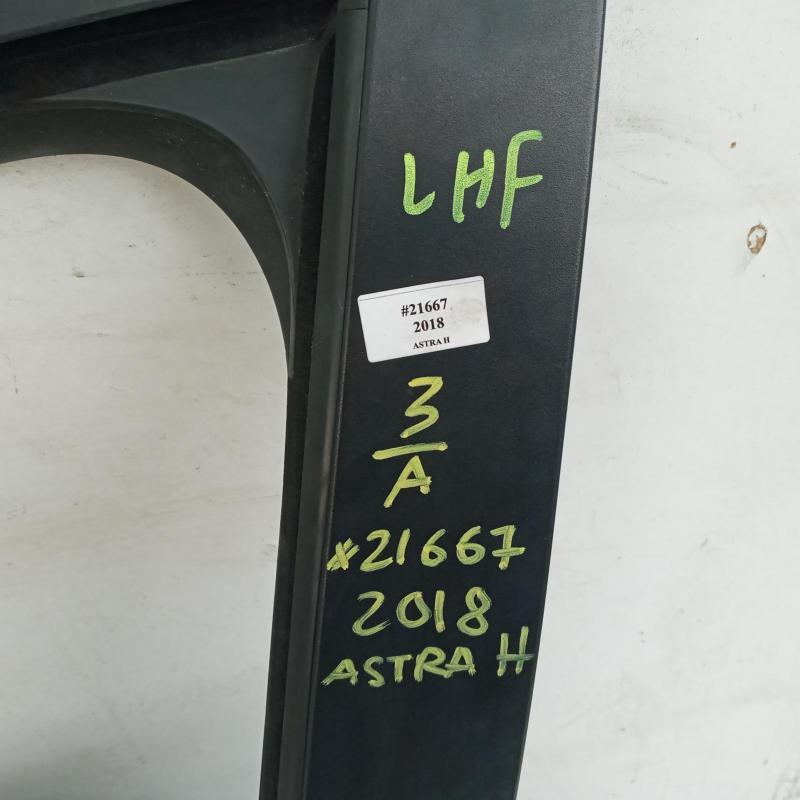 LHF
#21667
2018
ASTRA H
3
A
#21667
2018
ASTRA H